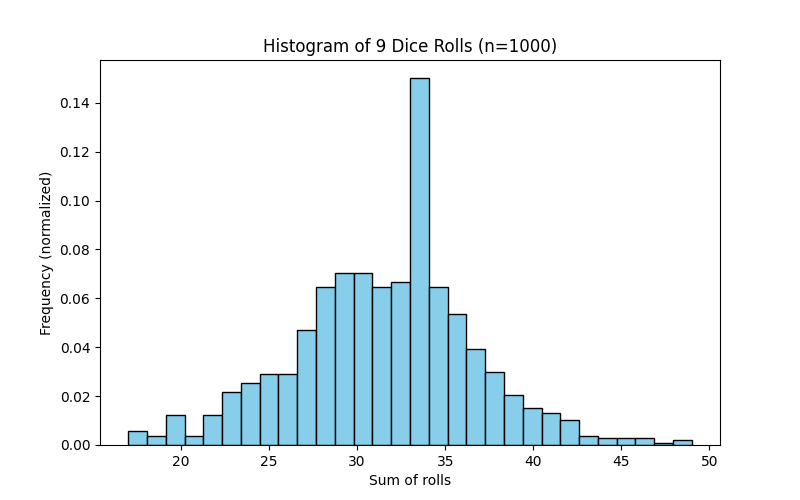 Histogram of 9 Dice Rolls (n=1000)
Frequency (normalized)
0.14
0.12
0.10
0.08
0.06
0.04
0.02
0.00
20 25 30 35 40 45 50
Sum of rolls